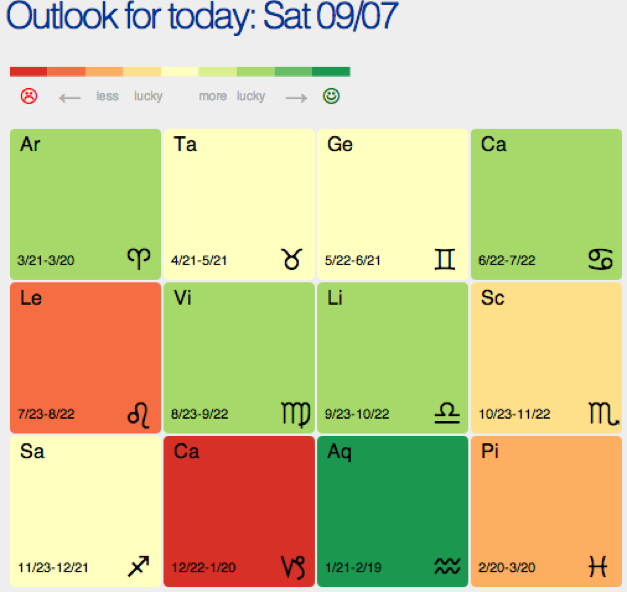 Outlook for today: Sat 09/07
← less lucky more lucky →
Ar Ta Ge Ca
3/21-3/20 ♈ 4/21-5/21 ♉ 5/22-6/21 ♊ 6/22-7/22 ♋
Le Vi Li Sc
7/23-8/22 ♌ 8/23-9/22 ♍ 9/23-10/22 ♎ 10/23-11/22 ♏
Sa Ca Aq Pi
11/23-12/21 ♐ 12/22-1/20 ♑ 1/21-2/19 ♒ 2/20-3/20 ♓